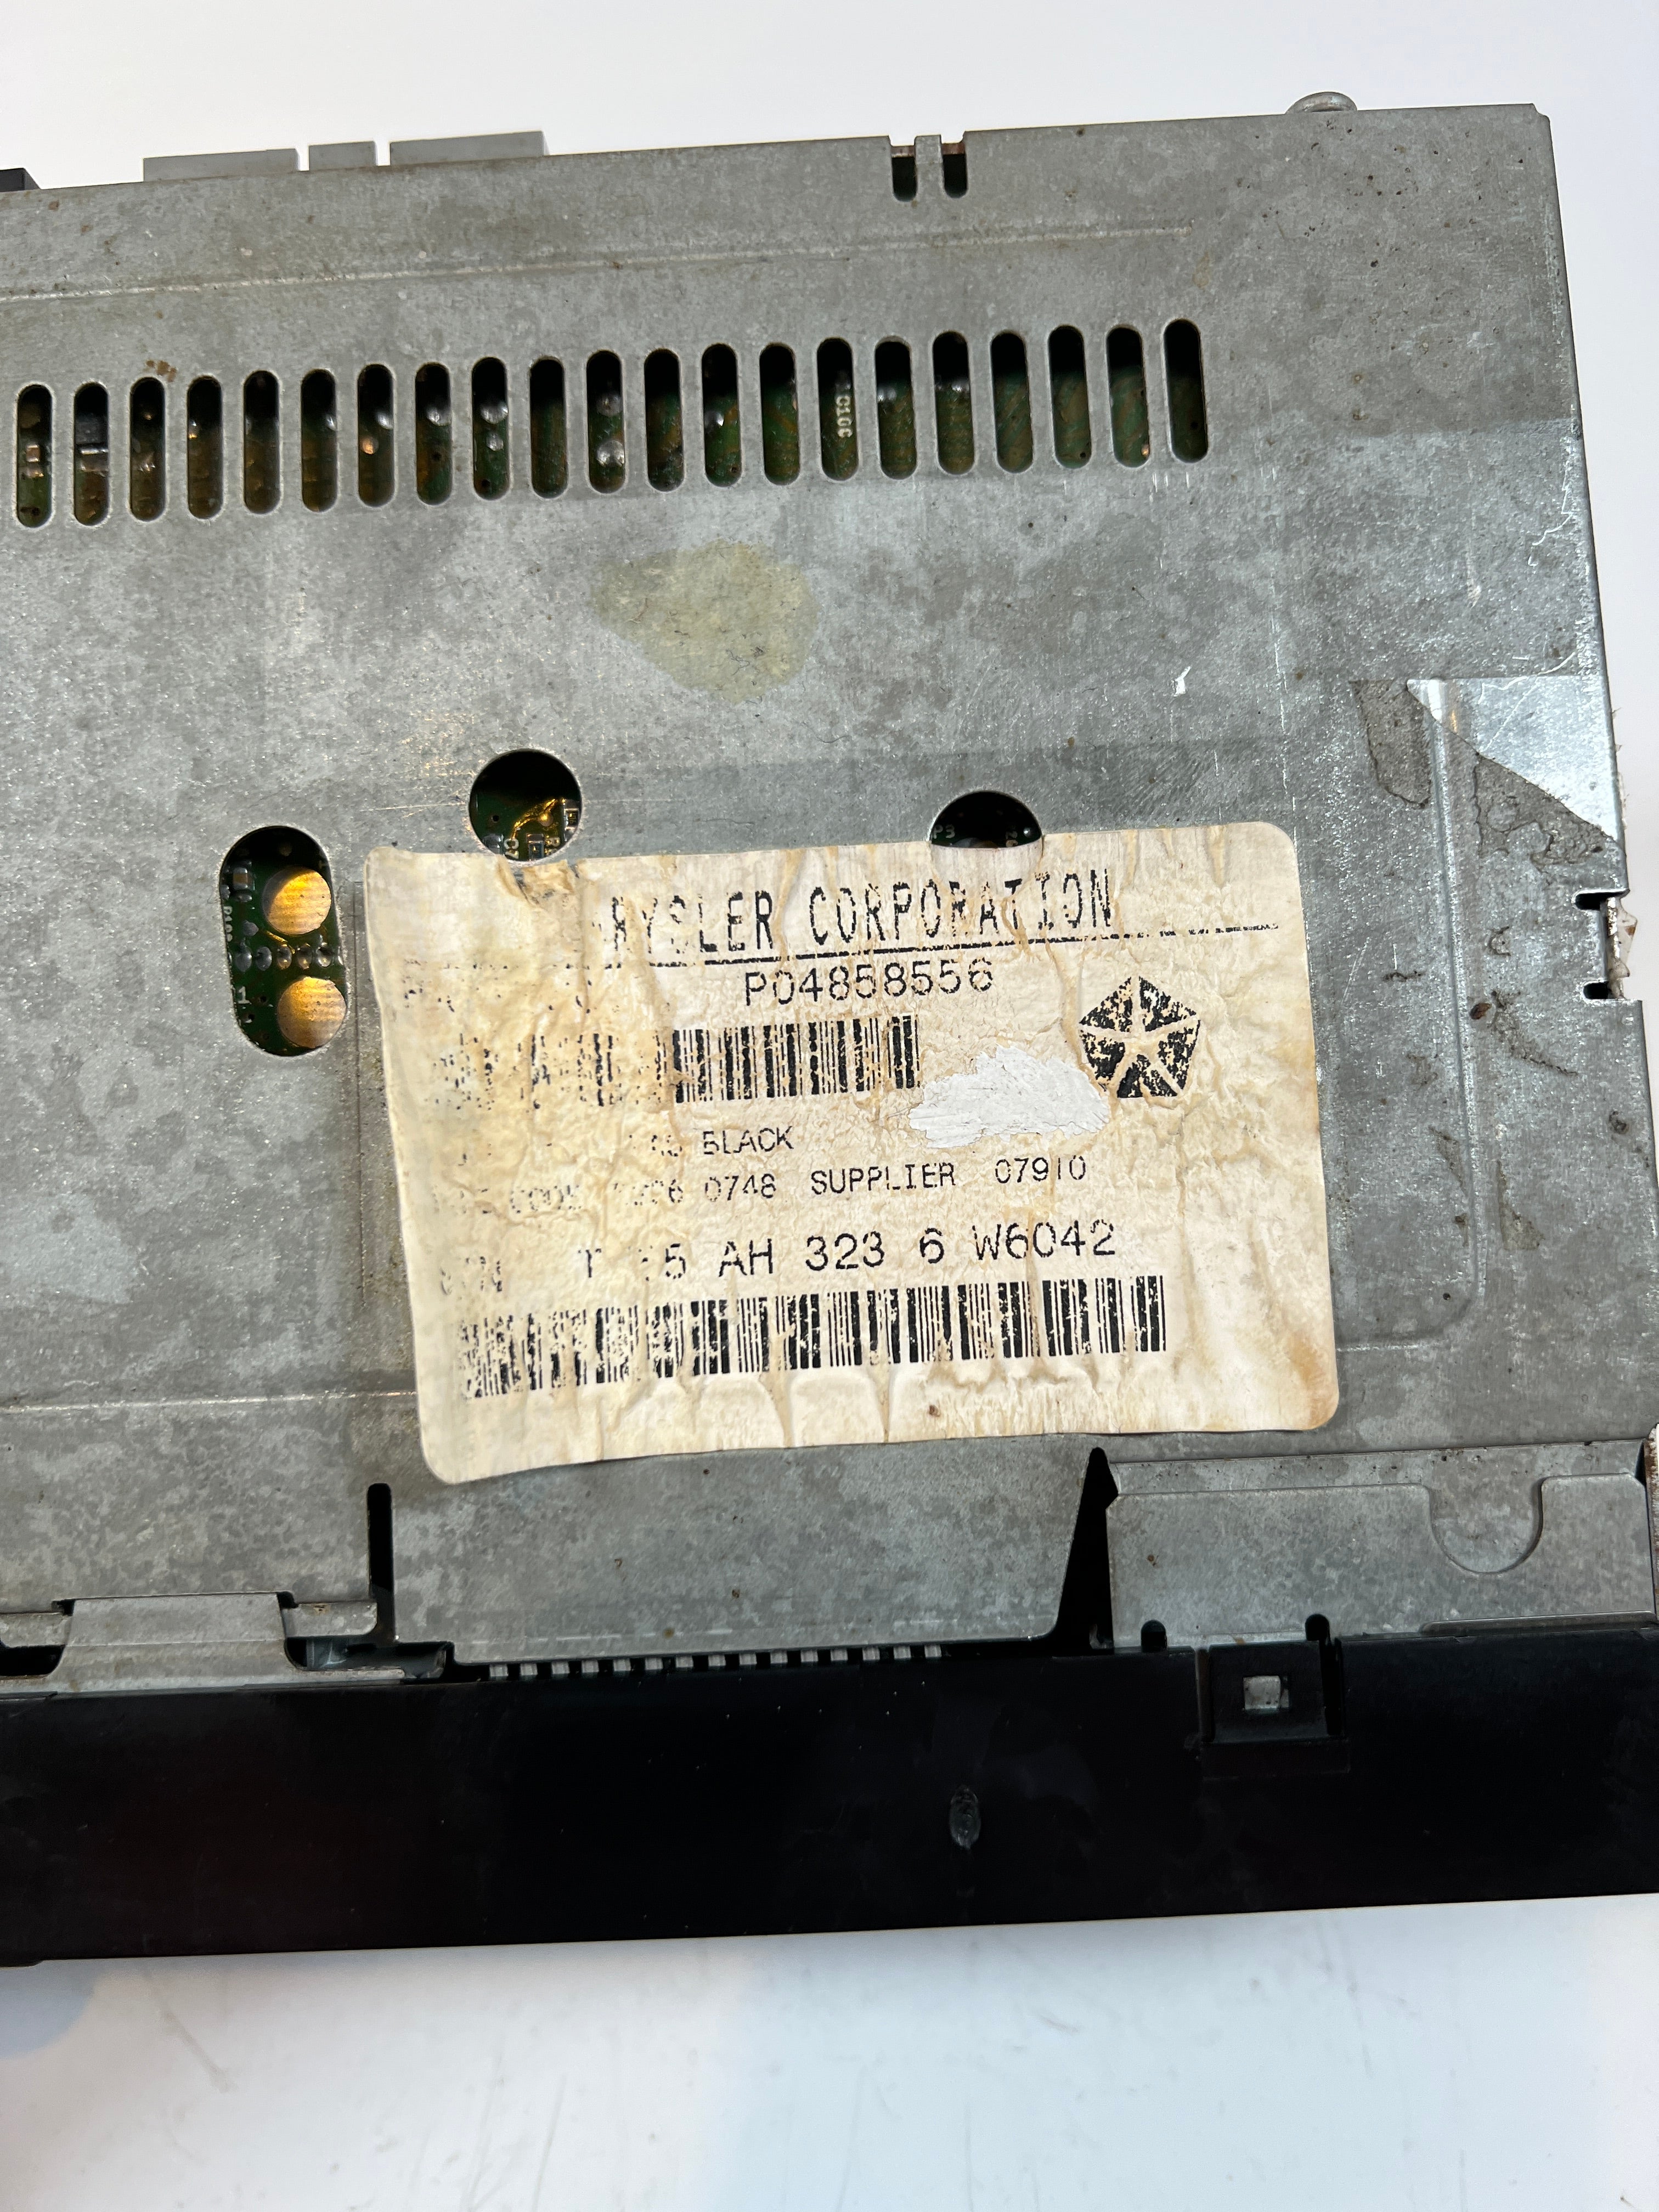 RYSLER CORPORATION
P04858556
BLACK
0748 SUPPLIER 07910
T 5 AH 323 6 W6042